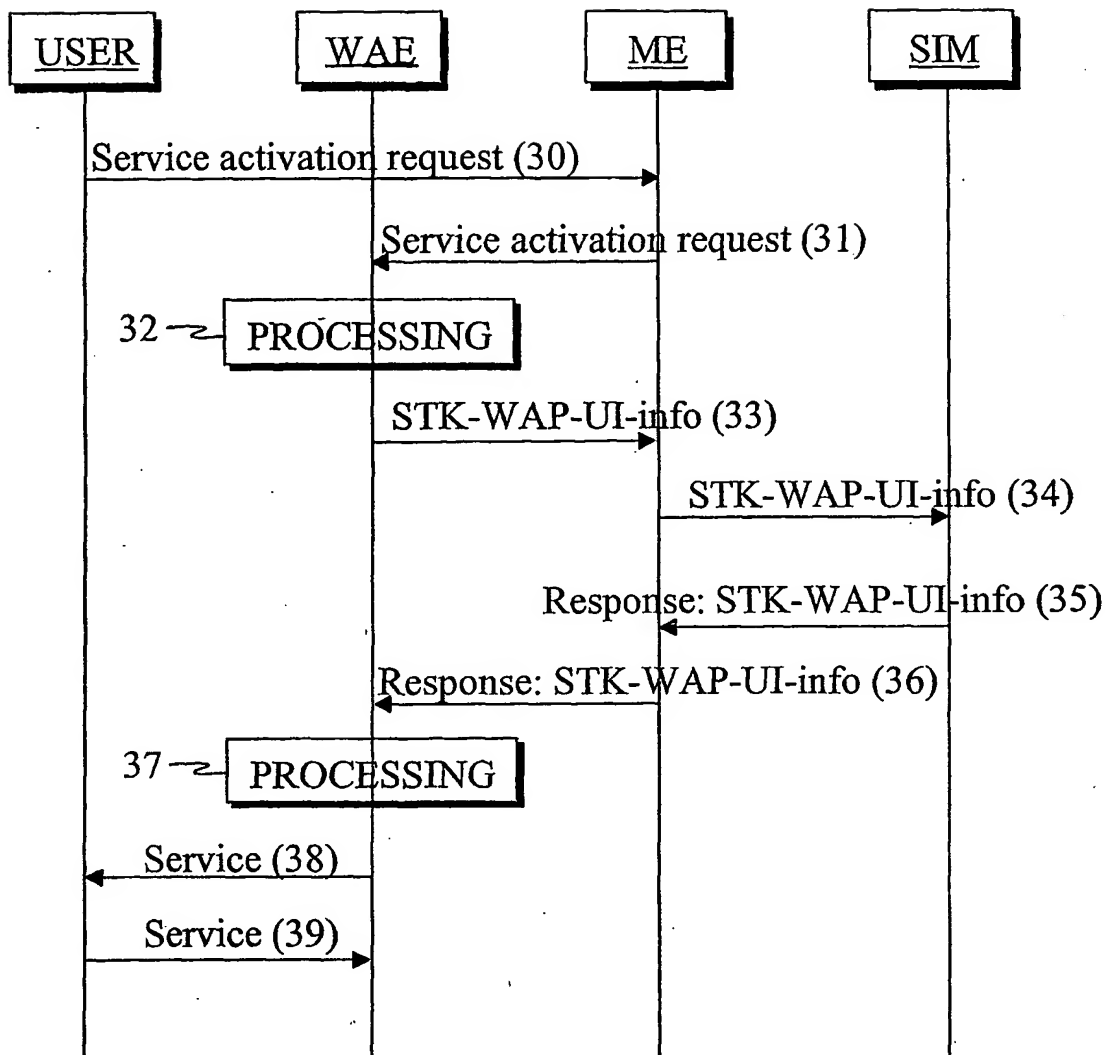 USER WAE ME SIM
Service activation request (30)
Service activation request (31)
32 PROCESSING
STK-WAP-UI-info (33)
STK-WAP-UI-info (34)
Response: STK-WAP-UI-info (35)
Response: STK-WAP-UI-info (36)
37 PROCESSING
Service (38)
Service (39)